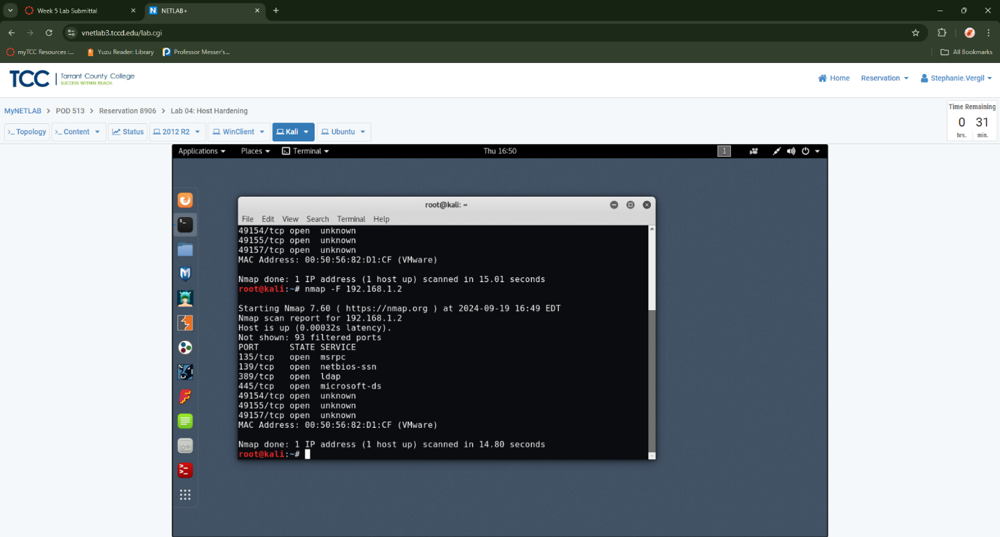 Week 5 Lab Submittal
NETLAB+
vnetlab3.tccd.edu/lab.cgi
myTCC Resources :...
Yuzu Reader: Library
Professor Messer's...
All Bookmarks
TCC Tarrant County College
SUCCESS WITHIN REACH.
Home
Reservation
Stephanie.Vergil
MyNETLAB > POD 513 > Reservation 8906 > Lab 04: Host Hardening
Time Remaining
0 31
hrs. min.
>_ Topology
>_ Content
Status
2012 R2
WinClient
Kali
Ubuntu
Applications
Places
Terminal
Thu 16:50
1
root@kali: ~
File Edit View Search Terminal Help
49154/tcp open  unknown
49155/tcp open  unknown
49157/tcp open  unknown
MAC Address: 00:50:56:82:D1:CF (VMware)
Nmap done: 1 IP address (1 host up) scanned in 15.01 seconds
root@kali:~# nmap -F 192.168.1.2
Starting Nmap 7.60 ( https://nmap.org ) at 2024-09-19 16:49 EDT
Nmap scan report for 192.168.1.2
Host is up (0.00032s latency).
Not shown: 93 filtered ports
PORT      STATE SERVICE
135/tcp   open  msrpc
139/tcp   open  netbios-ssn
389/tcp   open  ldap
445/tcp   open  microsoft-ds
49154/tcp open  unknown
49155/tcp open  unknown
49157/tcp open  unknown
MAC Address: 00:50:56:82:D1:CF (VMware)
Nmap done: 1 IP address (1 host up) scanned in 14.80 seconds
root@kali:~#